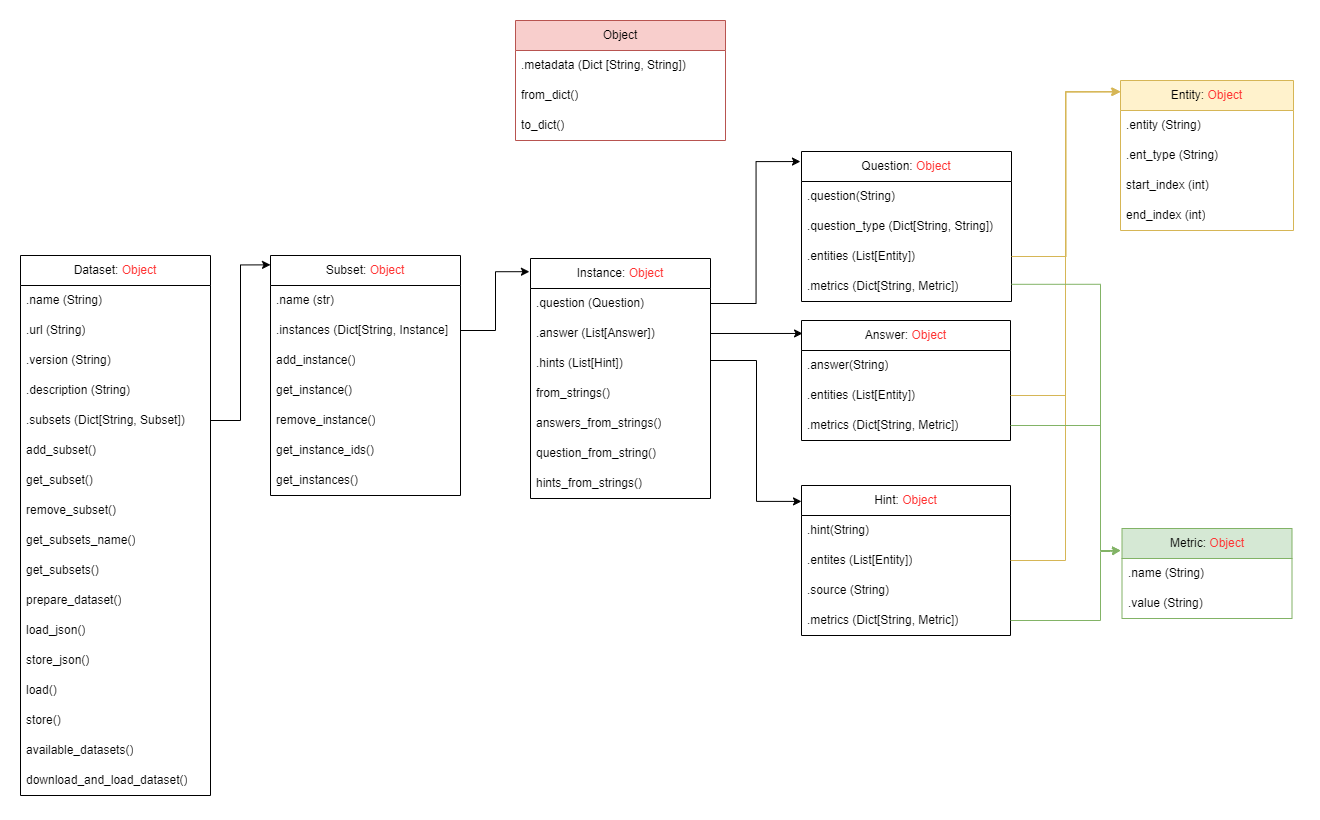 Object
.metadata (Dict [String, String])
from_dict()
to_dict()
Dataset: Object
.name (String)
.url (String)
.version (String)
.description (String)
.subsets (Dict[String, Subset])
add_subset()
get_subset()
remove_subset()
get_subsets_name()
get_subsets()
prepare_dataset()
load_json()
store_json()
load()
store()
available_datasets()
download_and_load_dataset()
Subset: Object
.name (str)
.instances (Dict[String, Instance]
add_instance()
get_instance()
remove_instance()
get_instance_ids()
get_instances()
Instance: Object
.question (Question)
.answer (List[Answer])
.hints (List[Hint])
from_strings()
answers_from_strings()
question_from_string()
hints_from_strings()
Question: Object
.question(String)
.question_type (Dict[String, String])
.entities (List[Entity])
.metrics (Dict[String, Metric])
Answer: Object
.answer(String)
.entities (List[Entity])
.metrics (Dict[String, Metric])
Hint: Object
.hint(String)
.entites (List[Entity])
.source (String)
.metrics (Dict[String, Metric])
Entity: Object
.entity (String)
.ent_type (String)
start_index (int)
end_index (int)
Metric: Object
.name (String)
.value (String)